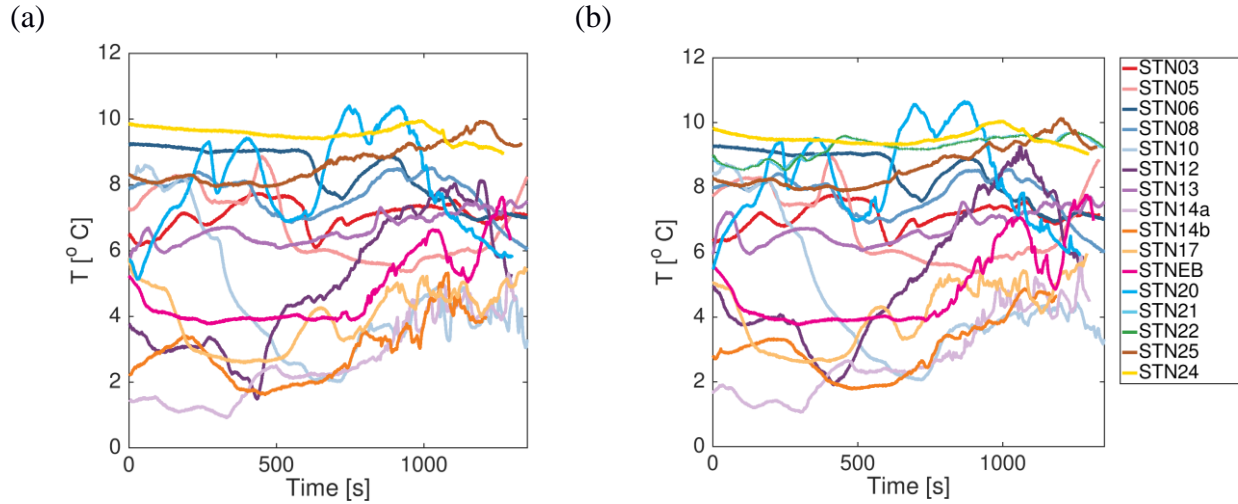 (a)
(b)
12
10
8
6
4
2
0
T [° C]
0
500
1000
Time [s]
12
10
8
6
4
2
0
T [° C]
0
500
1000
Time [s]
STN03
STN05
STN06
STN08
STN10
STN12
STN13
STN14a
STN14b
STN17
STNEB
STN20
STN21
STN22
STN25
STN24